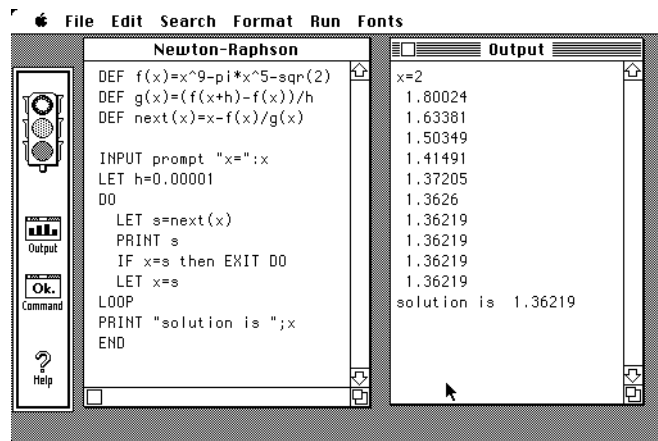 File Edit Search Format Run Fonts
Newton-Raphson
DEF f(x)=x^9-pi*x^5-sqr(2)
DEF g(x)=(f(x+h)-f(x))/h
DEF next(x)=x-f(x)/g(x)
INPUT prompt "x=":x
LET h=0.00001
DO
LET s=next(x)
PRINT s
IF x=s then EXIT DO
LET x=s
LOOP
PRINT "solution is ";x
END
Output
x=2
1.80024
1.63381
1.50349
1.41491
1.37205
1.3626
1.36219
1.36219
1.36219
1.36219
solution is 1.36219
Output
Ok.
Command
?
Help